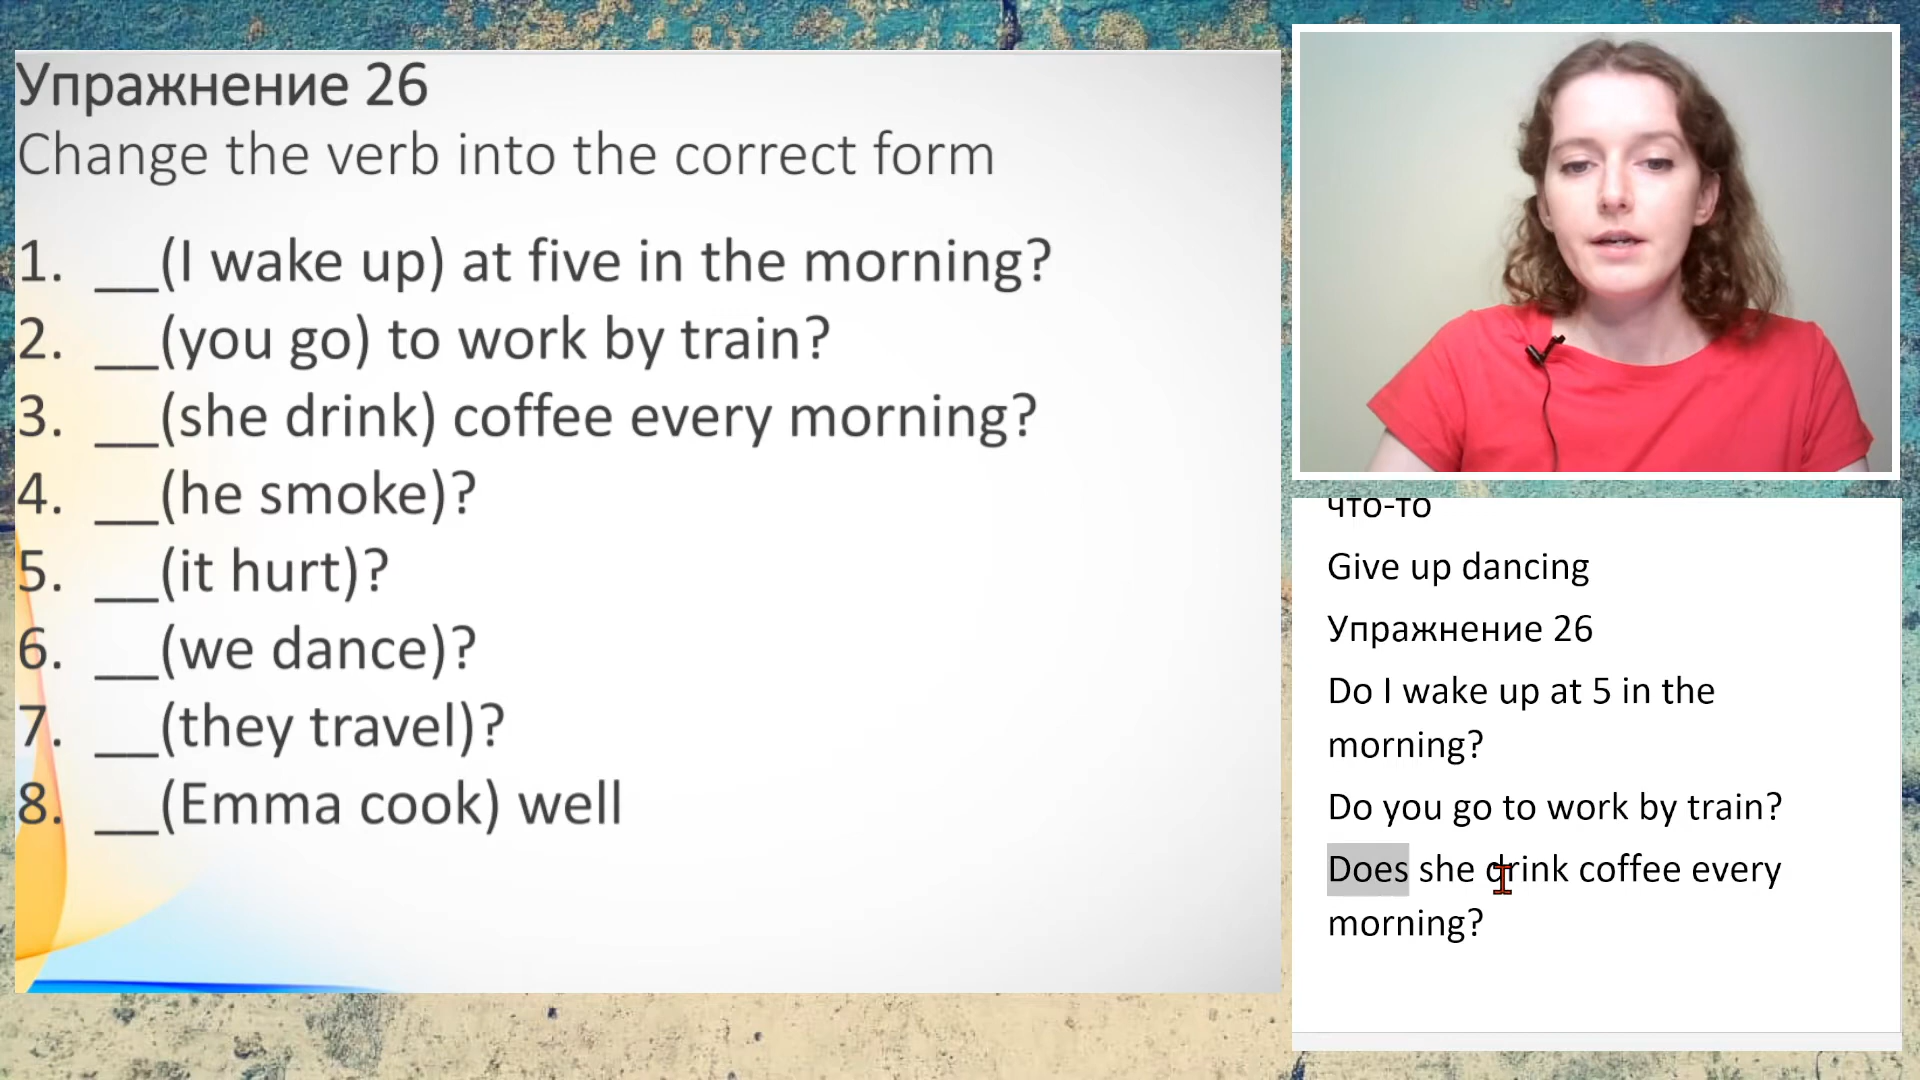 Упражнение 26
Change the verb into the correct form
1. __(I wake up) at five in the morning?
2. __(you go) to work by train?
3. __(she drink) coffee every morning?
4. __(he smoke)?
5. __(it hurt)?
6. __(we dance)?
7. __(they travel)?
8. __(Emma cook) well
что-то
Give up dancing
Упражнение 26
Do I wake up at 5 in the
morning?
Do you go to work by train?
Does she drink coffee every
morning?